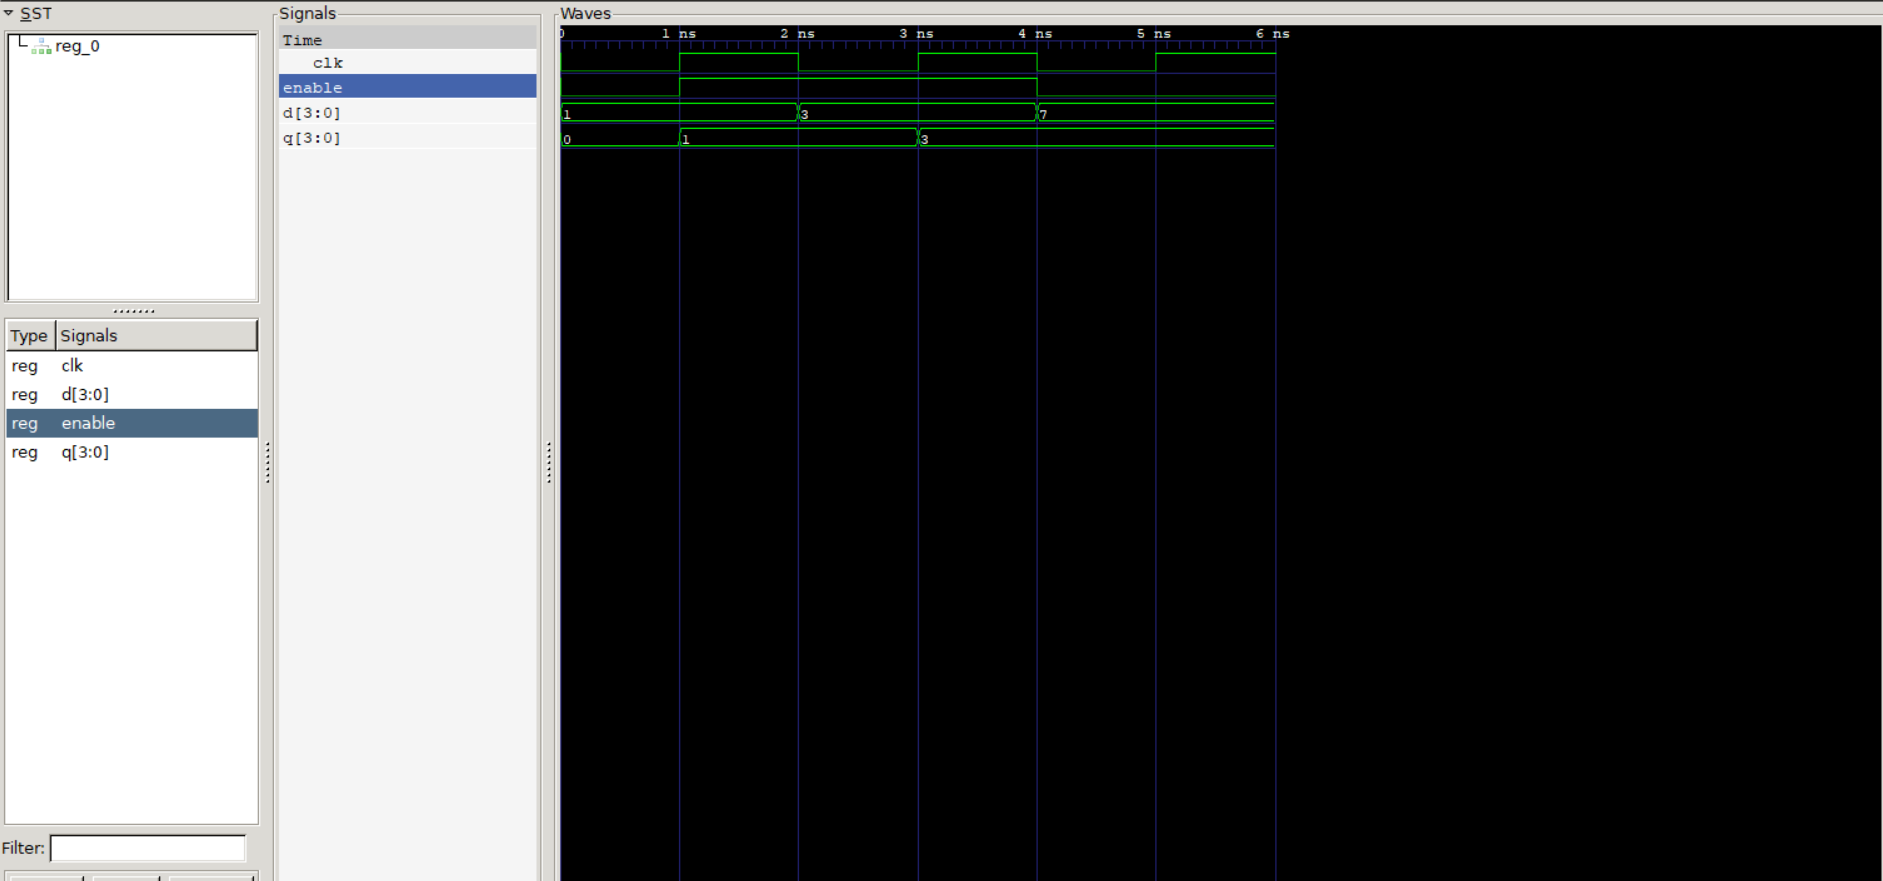 SST
reg_0
Type Signals
reg clk
reg d[3:0]
reg enable
reg q[3:0]
Filter:
Signals
Time
clk
enable
d[3:0]
q[3:0]
Waves
0 1 ns 2 ns 3 ns 4 ns 5 ns 6 ns
1 3 7
0 1 3